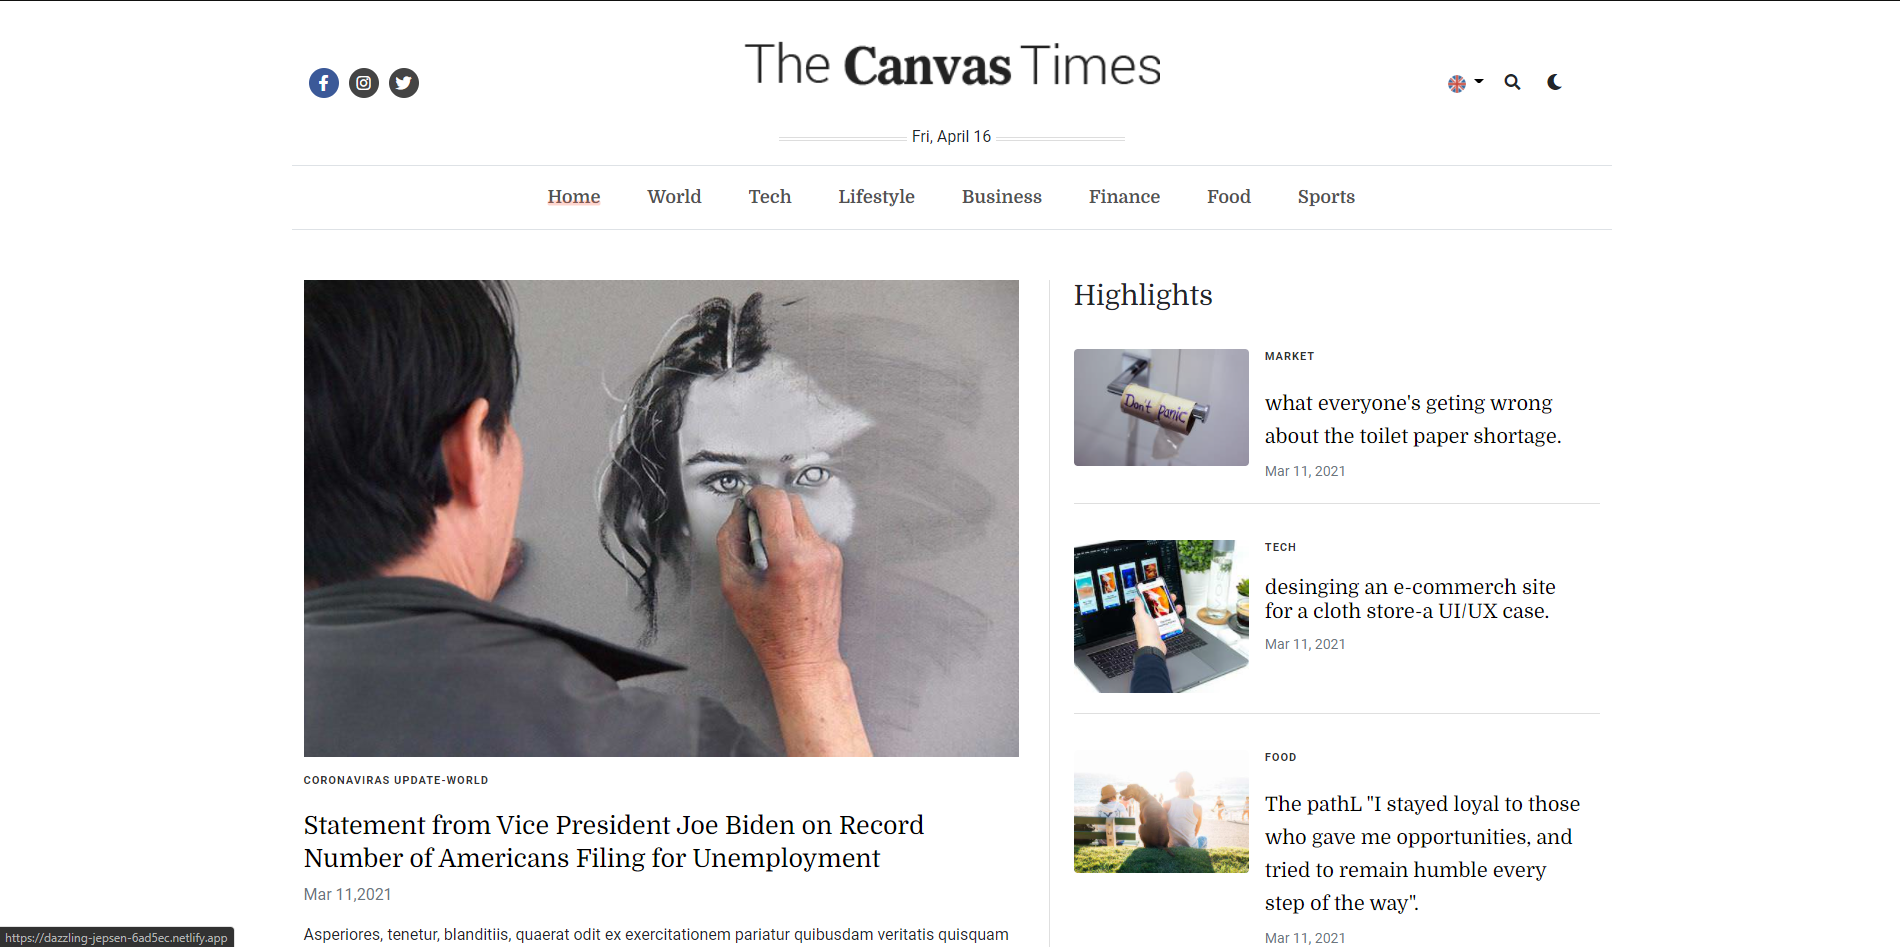 The Canvas Times
Fri, April 16
Home World Tech Lifestyle Business Finance Food Sports
CORONAVIRAS UPDATE-WORLD
Statement from Vice President Joe Biden on Record
Number of Americans Filing for Unemployment
Mar 11,2021
Asperiores, tenetur, blanditiis, quaerat odit ex exercitationem pariatur quibusdam veritatis quisquam
Highlights
Don't panic
MARKET
what everyone's geting wrong
about the toilet paper shortage.
Mar 11, 2021
TECH
desinging an e-commerch site
for a cloth store-a UI/UX case.
Mar 11, 2021
FOOD
The pathL "I stayed loyal to those
who gave me opportunities, and
tried to remain humble every
step of the way".
Mar 11, 2021
https://dazzling-jepsen-6ad5ec.netlify.app